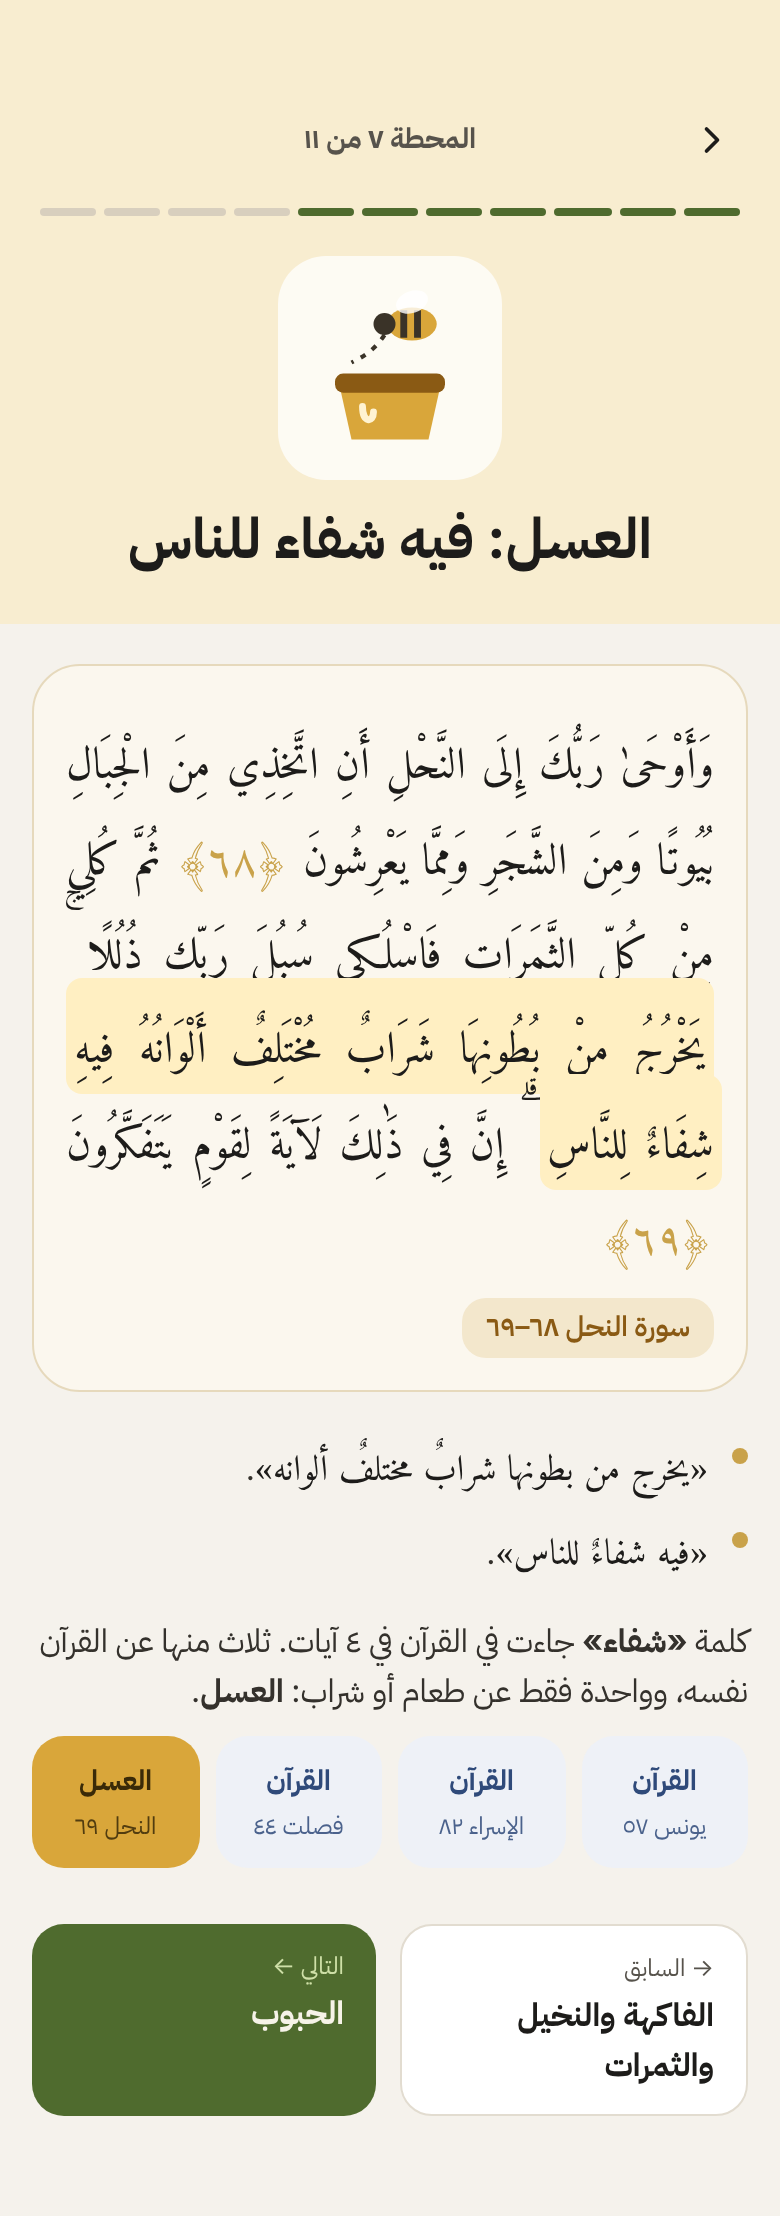 المحطة ٧ من ١١
العسل: فيه شفاء للناس
وَأَوْحَىٰ رَبُّكَ إِلَى النَّحْلِ أَنِ اتَّخِذِي مِنَ الْجِبَالِ
بُيُوتًا وَمِنَ الشَّجَرِ وَمِمَّا يَعْرِشُونَ ﴿٦٨﴾ ثُمَّ كُلِي
مِنْ كُلِّ الثَّمَرَاتِ فَاسْلُكِي سُبُلَ رَبِّكِ ذُلُلًا ۚ
يَخْرُجُ مِنْ بُطُونِهَا شَرَابٌ مُخْتَلِفٌ أَلْوَانُهُ فِيهِ
شِفَاءٌ لِلنَّاسِ ۗ إِنَّ فِي ذَٰلِكَ لَآيَةً لِقَوْمٍ يَتَفَكَّرُونَ
﴿٦٩﴾
سورة النحل ٦٨–٦٩
«يخرج من بطونها شرابٌ مختلفٌ ألوانه».
«فيه شفاءٌ للناس».
كلمة «شفاء» جاءت في القرآن في ٤ آيات. ثلاث منها عن القرآن
نفسه، وواحدة فقط عن طعام أو شراب: العسل.
القرآن
يونس ٥٧
القرآن
الإسراء ٨٢
القرآن
فصلت ٤٤
العسل
النحل ٦٩
→ السابق
الفاكهة والنخيل
والثمرات
التالي ←
الحبوب